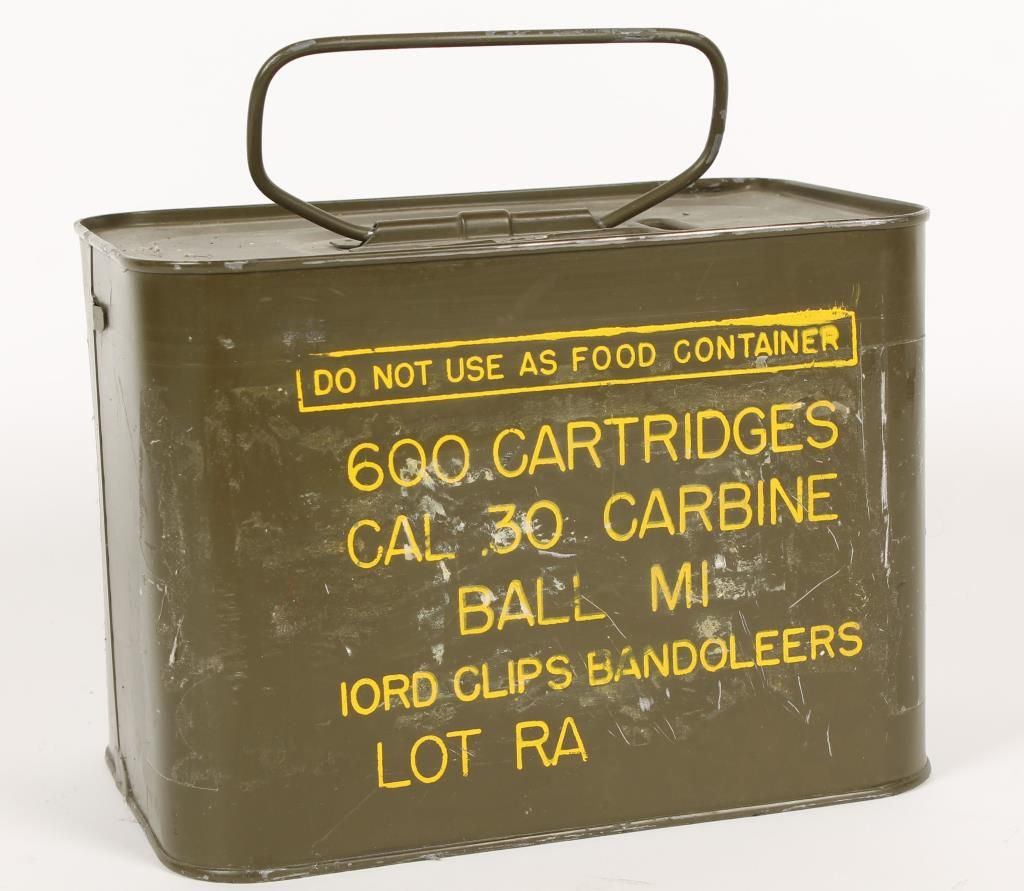 DO NOT USE AS FOOD CONTAINER
600 CARTRIDGES
CAL .30 CARBINE
BALL MI
IORD CLIPS BANDOLEERS
LOT RA